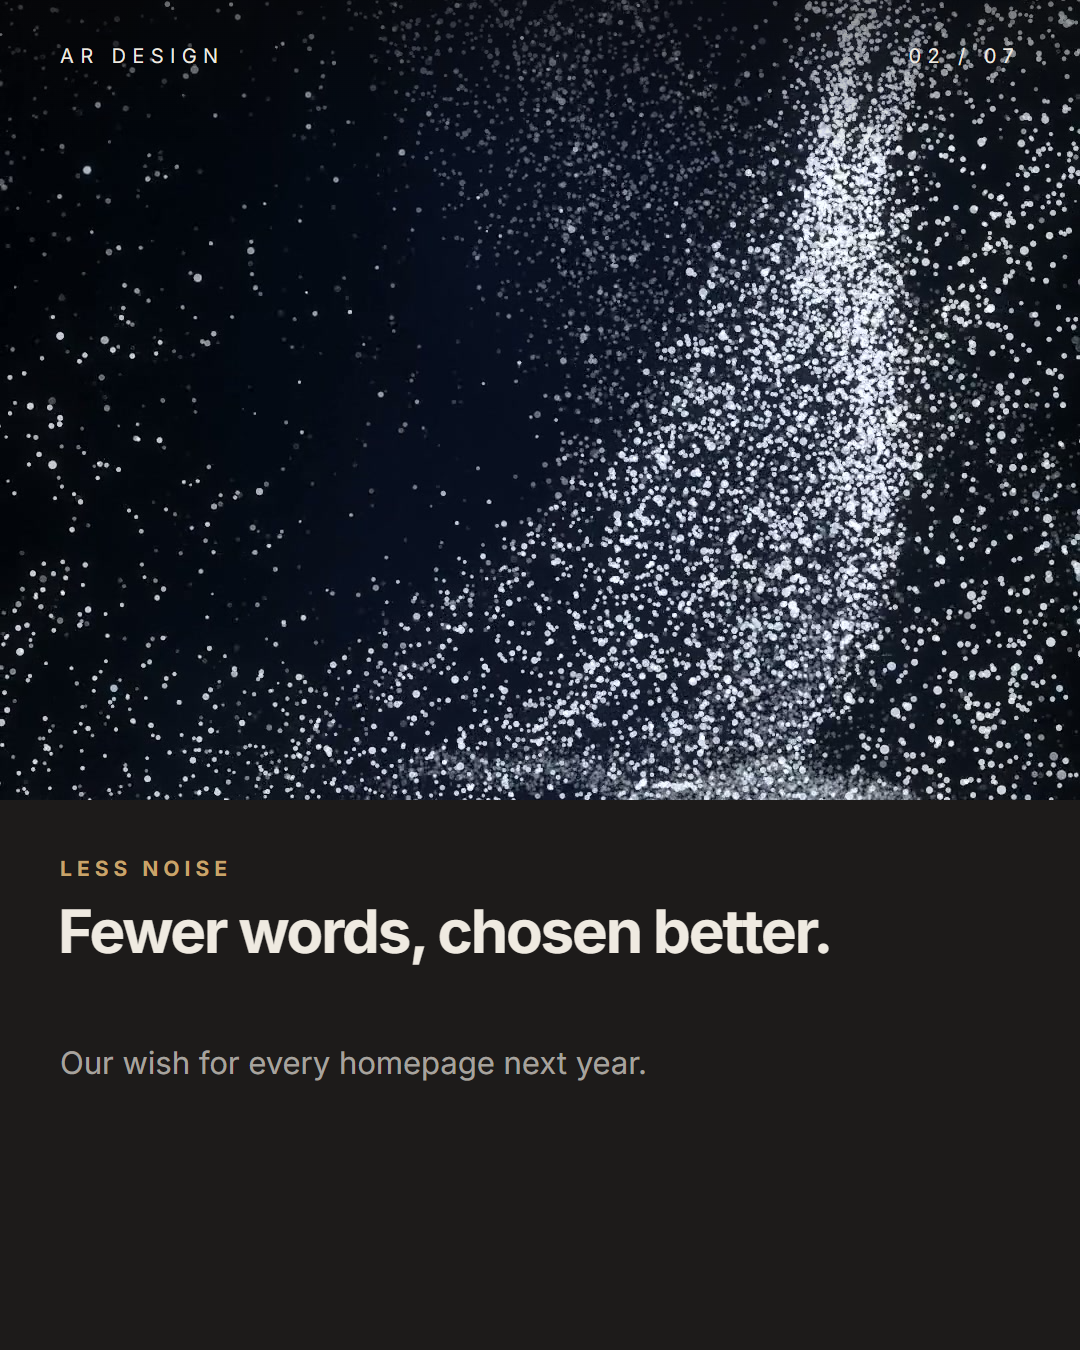 AR DESIGN
02 / 07
LESS NOISE
Fewer words, chosen better.
Our wish for every homepage next year.